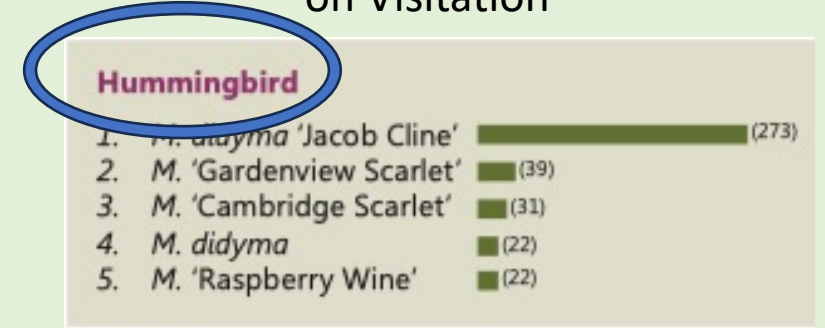 on Visitation
Hummingbird
1. M. didyma 'Jacob Cline' (273)
2. M. 'Gardenview Scarlet' (39)
3. M. 'Cambridge Scarlet' (31)
4. M. didyma (22)
5. M. 'Raspberry Wine' (22)